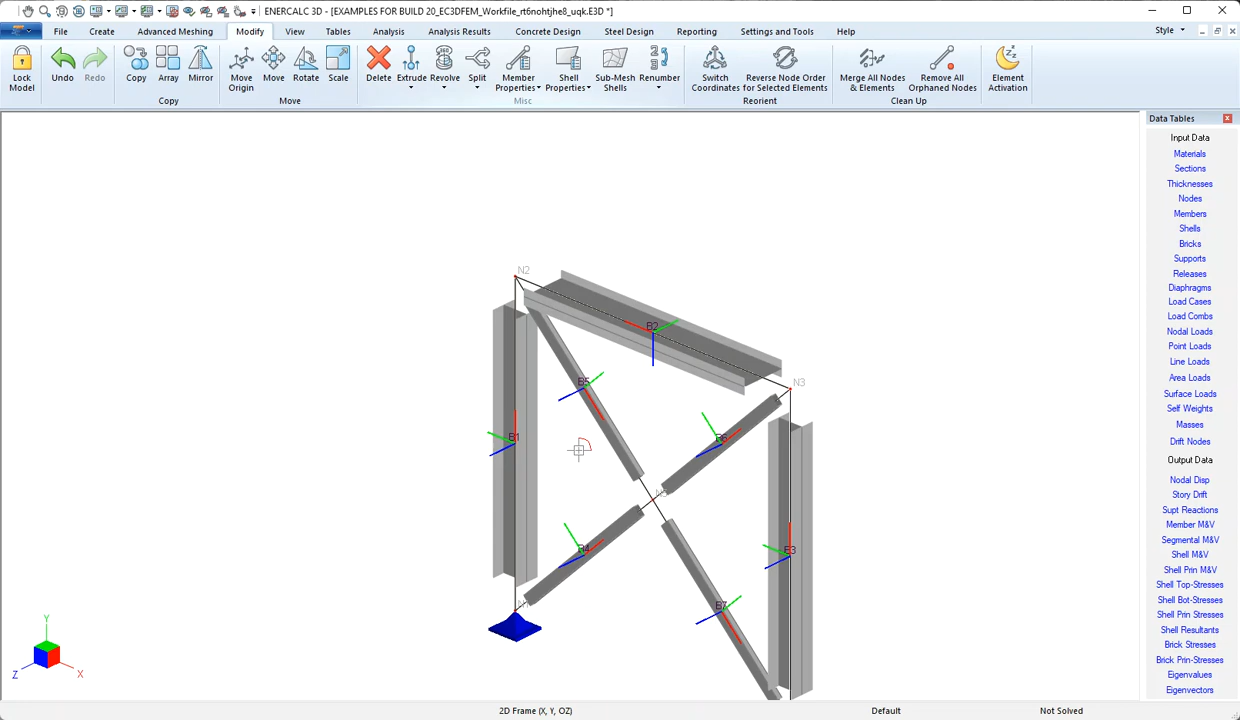 ENERCALC 3D - [EXAMPLES FOR BUILD 20_EC3DFEM_Workfile_rt6nohtjhe8_uqk.E3D *]
File Create Advanced Meshing Modify View Tables Analysis Analysis Results Concrete Design Steel Design Reporting Settings and Tools Help Style
Lock Model
Undo
Redo
Copy
Array
Mirror
Copy
Move Origin
Move
Rotate
Scale
Move
Delete
Extrude
Revolve
Split
Member Properties
Shell Properties
Sub-Mesh Shells
Renumber
Misc
Switch Coordinates
Reverse Node Order for Selected Elements
Reorient
Merge All Nodes & Elements
Remove All Orphaned Nodes
Clean Up
Element Activation
Data Tables
Input Data
Materials
Sections
Thicknesses
Nodes
Members
Shells
Bricks
Supports
Releases
Diaphragms
Load Cases
Load Combs
Nodal Loads
Point Loads
Line Loads
Area Loads
Surface Loads
Self Weights
Masses
Drift Nodes
Output Data
Nodal Disp
Story Drift
Supt Reactions
Member M&V
Segmental M&V
Shell M&V
Shell Prin M&V
Shell Top-Stresses
Shell Bot-Stresses
Shell Prin Stresses
Shell Resultants
Brick Stresses
Brick Prin-Stresses
Eigenvalues
Eigenvectors
N2
B2
N3
B5
B1
B6
B4
B3
B7
Y
Z
X
2D Frame (X, Y, OZ)
Default
Not Solved